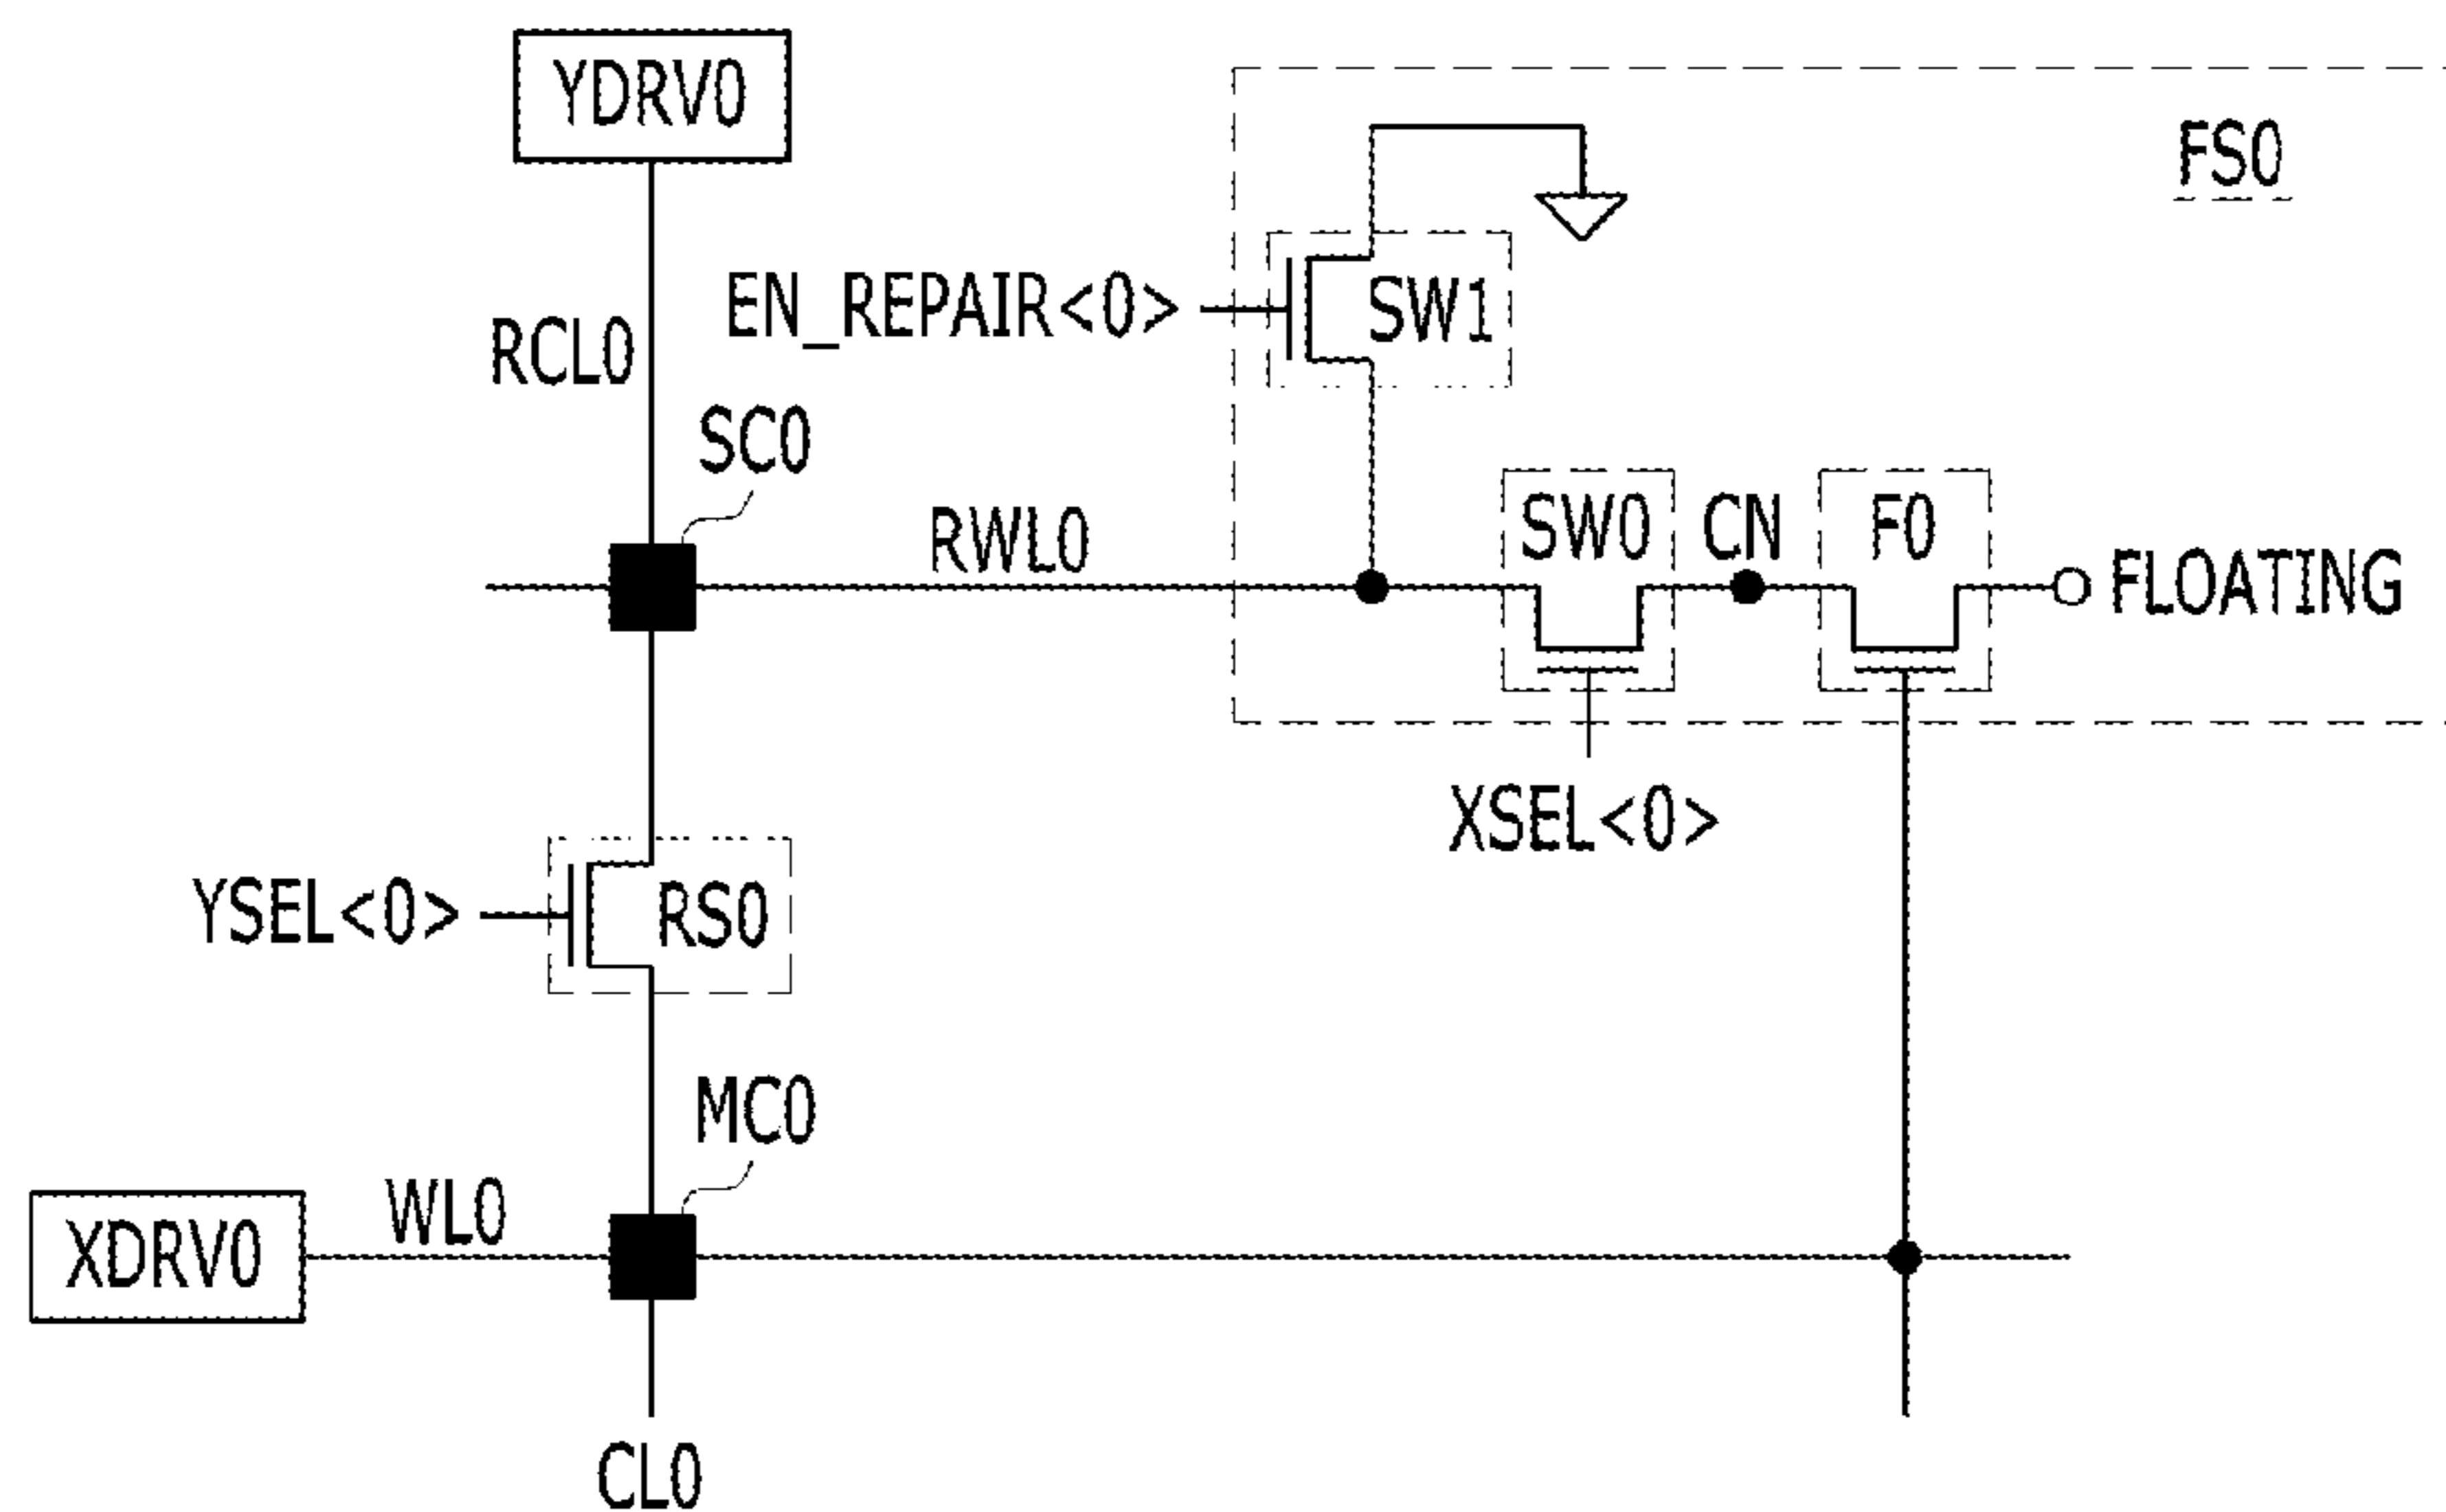 YDRV0
FS0
EN_REPAIR<0>
SW1
RCL0
SC0
RWL0
SW0
CN
F0
FLOATING
XSEL<0>
YSEL<0>
RS0
MC0
WL0
XDRV0
CL0